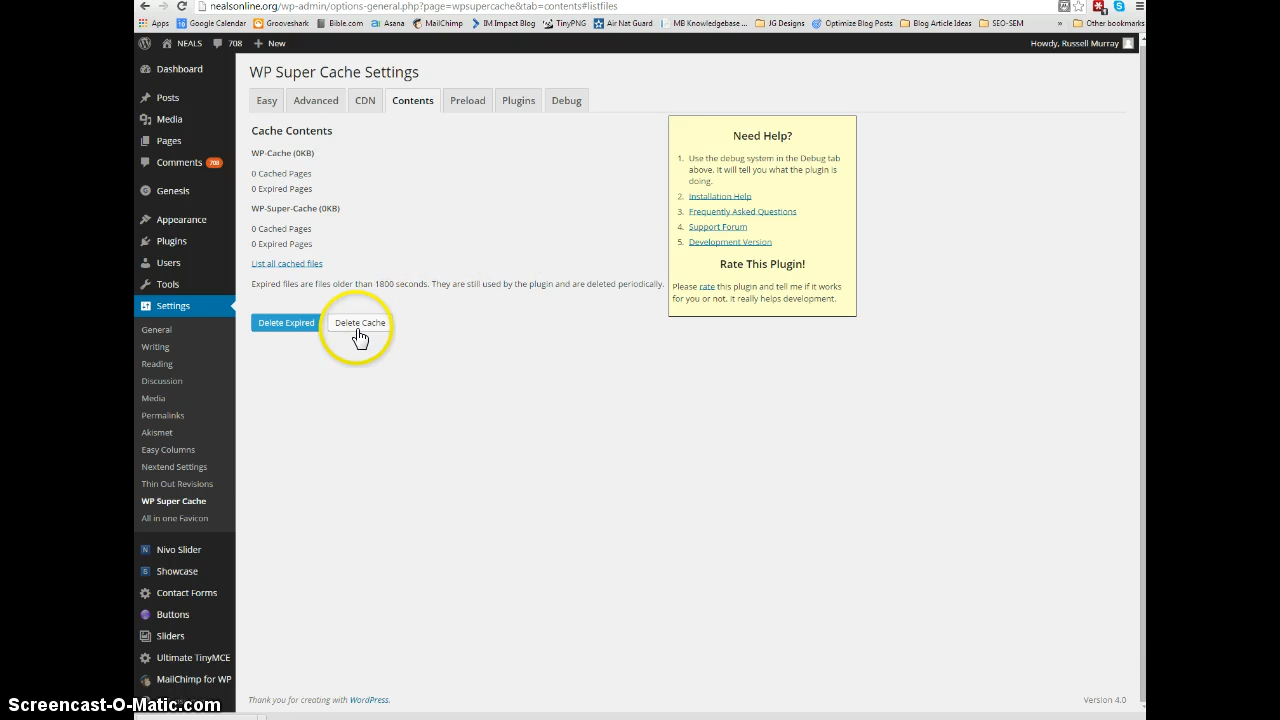 nealsonline.org/wp-admin/options-general.php?page=wpsupercache&tab=contents#listfiles
Apps Google Calendar Grooveshark Bible.com Asana MailChimp IM Impact Blog TinyPNG Air Nat Guard MB Knowledgebase... JG Designs Optimize Blog Posts Blog Article Ideas SEO-SEM » Other bookmarks
NEALS 708 + New Howdy, Russell Murray
Dashboard
Posts
Media
Pages
Comments 708
Genesis
Appearance
Plugins
Users
Tools
Settings
General
Writing
Reading
Discussion
Media
Permalinks
Akismet
Easy Columns
Nextend Settings
Thin Out Revisions
WP Super Cache
All in one Favicon
Nivo Slider
Showcase
Contact Forms
Buttons
Sliders
Ultimate TinyMCE
MailChimp for WP
WP Super Cache Settings
Easy Advanced CDN Contents Preload Plugins Debug
Cache Contents
WP-Cache (0KB)
0 Cached Pages
0 Expired Pages
WP-Super-Cache (0KB)
0 Cached Pages
0 Expired Pages
List all cached files
Expired files are files older than 1800 seconds. They are still used by the plugin and are deleted periodically.
Delete Expired Delete Cache
Need Help?
1. Use the debug system in the Debug tab
above. It will tell you what the plugin is
doing.
2. Installation Help
3. Frequently Asked Questions
4. Support Forum
5. Development Version
Rate This Plugin!
Please rate this plugin and tell me if it works
for you or not. It really helps development.
Thank you for creating with WordPress. Version 4.0
Screencast-O-Matic.com